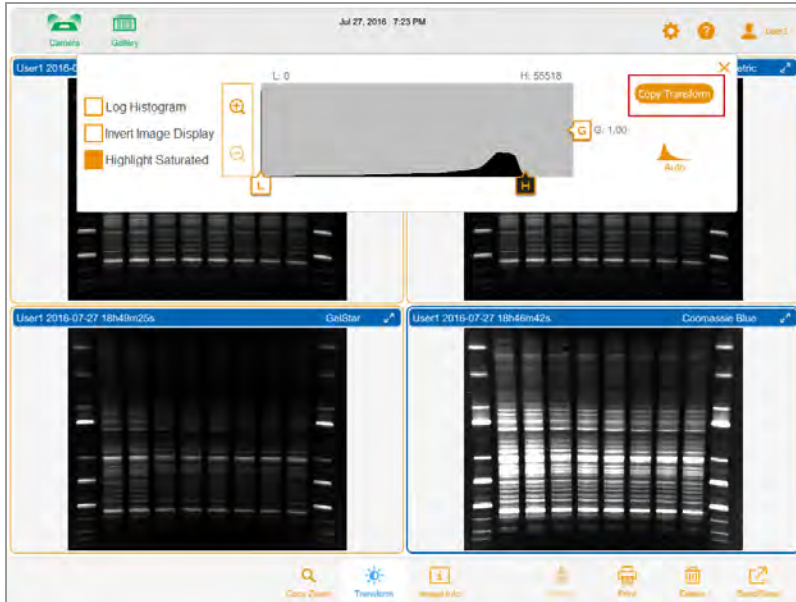 Jul 27, 2016 7:23 PM
Camera
Gallery
user1
User1 2016-0
etric
L: 0
H: 55518
Copy Transform
Log Histogram
Invert Image Display
Highlight Saturated
G
G: 1.00
Auto
L
H
User1 2016-07-27 18h49m25s
GelStar
User1 2016-07-27 18h46m42s
Coomassie Blue
Copy Zoom
Transform
Image Info
Print
Delete
Send/Save